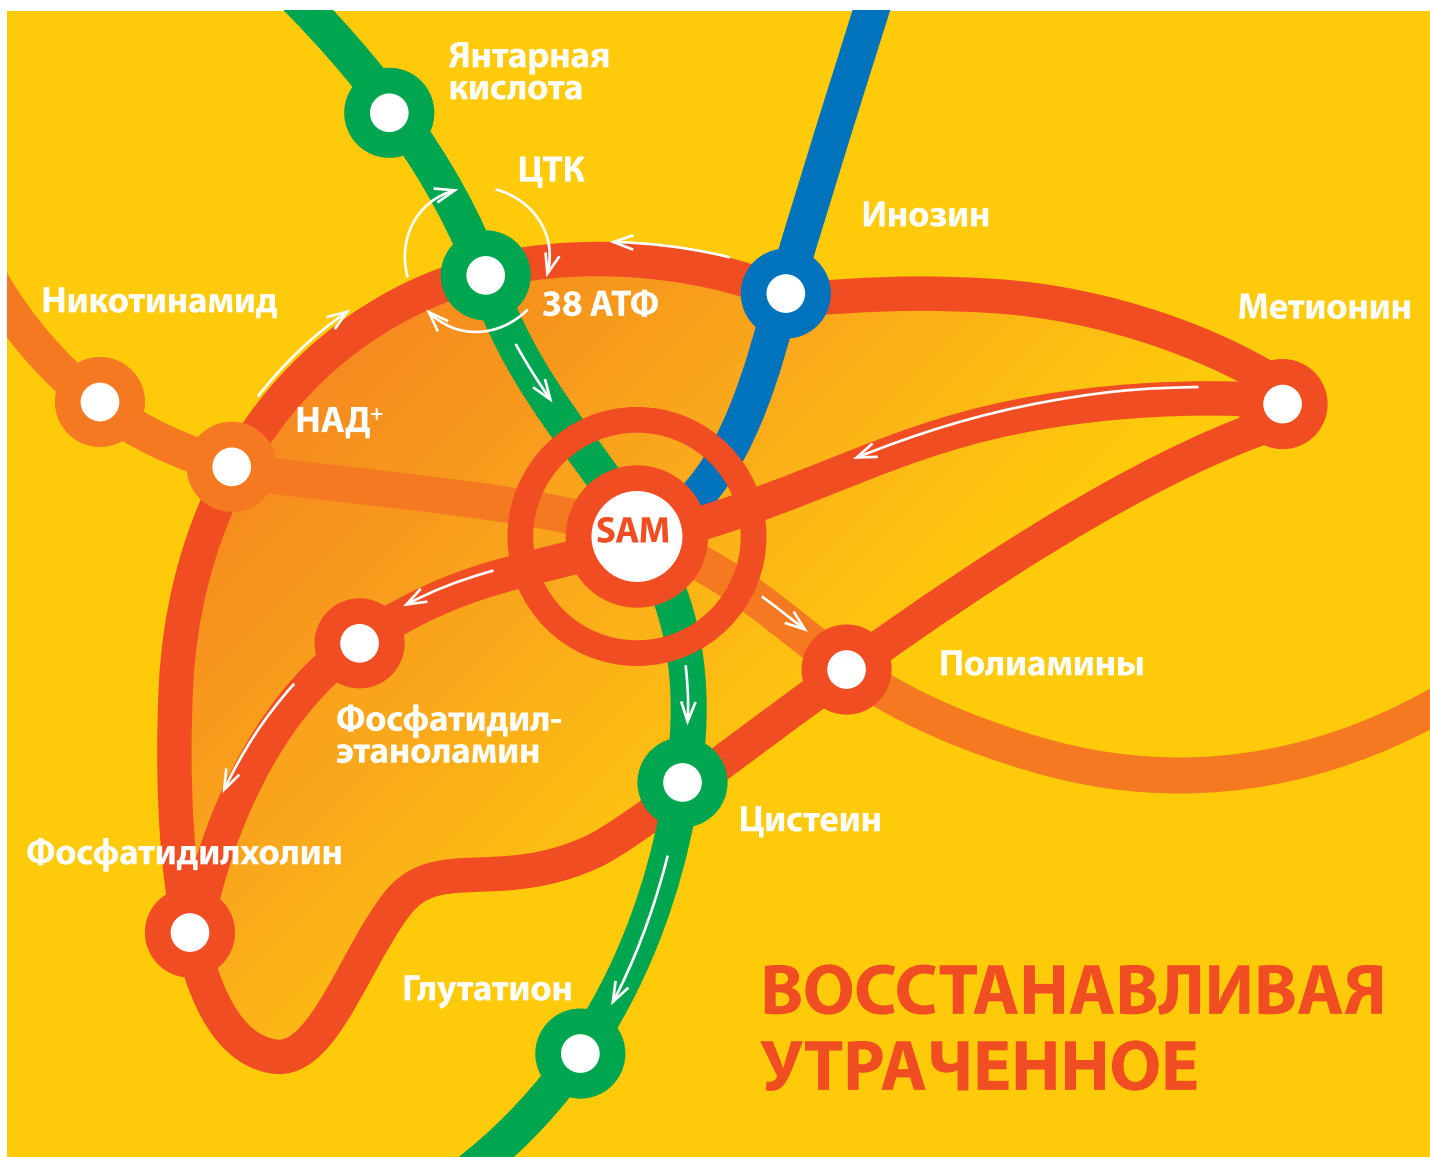 Янтарная
кислота
ЦТК
Инозин
Никотинамид
38 АТФ
Метионин
НАД⁺
SAM
Полиамины
Фосфатидил-
этаноламин
Цистеин
Фосфатидилхолин
Глутатион
ВОССТАНАВЛИВАЯ
УТРАЧЕННОЕ